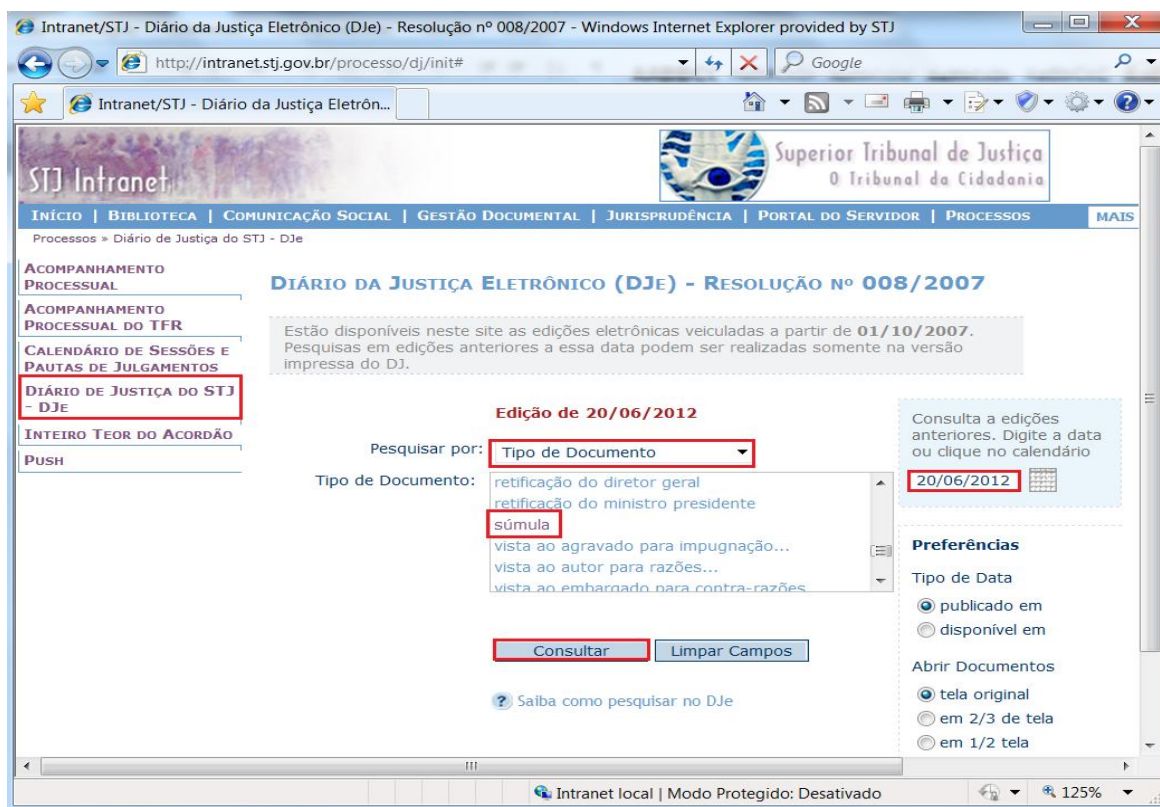 Intranet/STJ - Diário da Justiça Eletrônico (DJe) - Resolução nº 008/2007 - Windows Internet Explorer provided by STJ
http://intranet.stj.gov.br/processo/dj/init#
Google
Intranet/STJ - Diário da Justiça Eletrôn...
STJ Intranet
Superior Tribunal de Justiça
O Tribunal da Cidadania
INÍCIO | BIBLIOTECA | COMUNICAÇÃO SOCIAL | GESTÃO DOCUMENTAL | JURISPRUDÊNCIA | PORTAL DO SERVIDOR | PROCESSOS
MAIS
Processos » Diário de Justiça do STJ - DJe
ACOMPANHAMENTO
PROCESSUAL
ACOMPANHAMENTO
PROCESSUAL DO TFR
CALENDÁRIO DE SESSÕES E
PAUTAS DE JULGAMENTOS
DIÁRIO DE JUSTIÇA DO STJ
- DJE
INTEIRO TEOR DO ACORDÃO
PUSH
DIÁRIO DA JUSTIÇA ELETRÔNICO (DJE) - RESOLUÇÃO Nº 008/2007
Estão disponíveis neste site as edições eletrônicas veiculadas a partir de 01/10/2007.
Pesquisas em edições anteriores a essa data podem ser realizadas somente na versão
impressa do DJ.
Edição de 20/06/2012
Pesquisar por: Tipo de Documento
Tipo de Documento:
retificação do diretor geral
retificação do ministro presidente
súmula
vista ao agravado para impugnação...
vista ao autor para razões...
vista ao embargado para contra-razões
Consultar
Limpar Campos
? Saiba como pesquisar no DJe
Consulta a edições
anteriores. Digite a data
ou clique no calendário
20/06/2012
Preferências
Tipo de Data
publicado em
disponível em
Abrir Documentos
tela original
em 2/3 de tela
em 1/2 tela
Intranet local | Modo Protegido: Desativado
125%